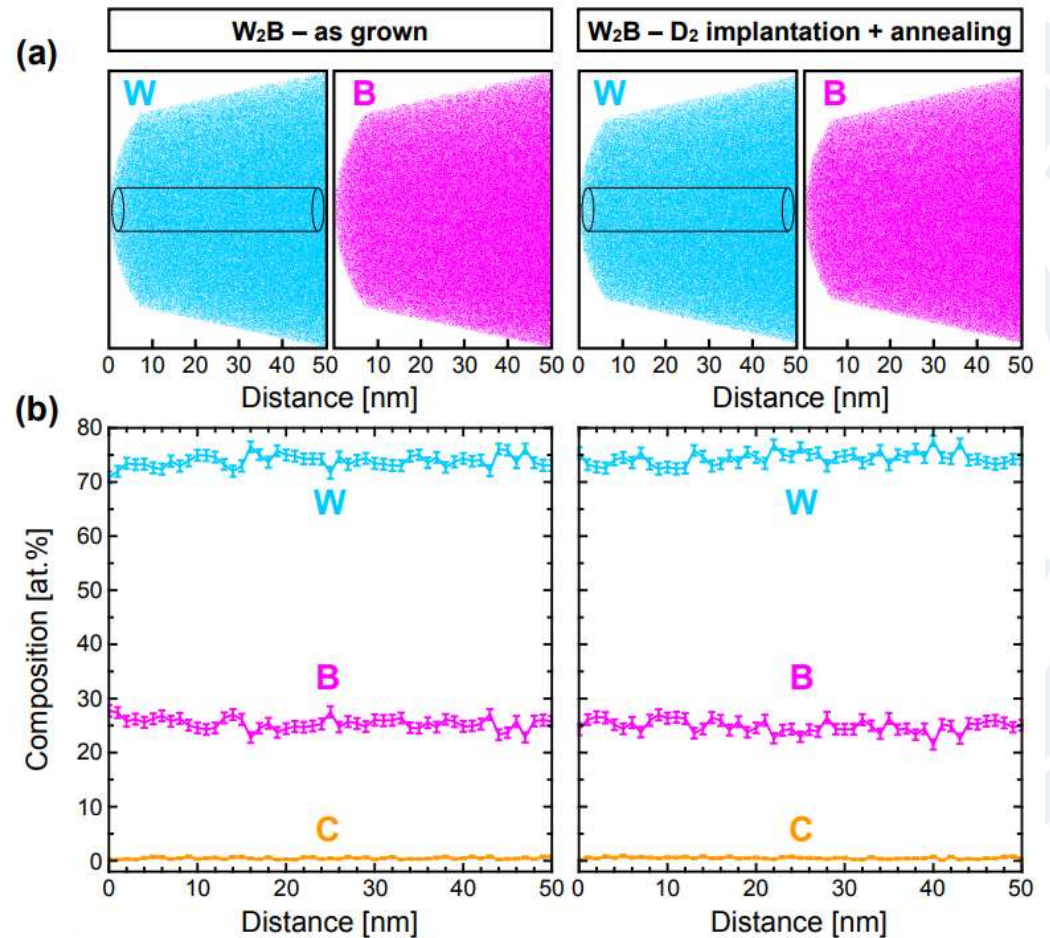 W₂B – as grown
W₂B – D₂ implantation + annealing
(a)
W
B
W
B
0 10 20 30 40 50
0 10 20 30 40 50
0 10 20 30 40 50
0 10 20 30 40 50
Distance [nm]
Distance [nm]
(b)
Composition [at.%]
80
70
60
50
40
30
20
10
0
W
B
C
W
B
C
0 10 20 30 40 50
0 10 20 30 40 50
Distance [nm]
Distance [nm]